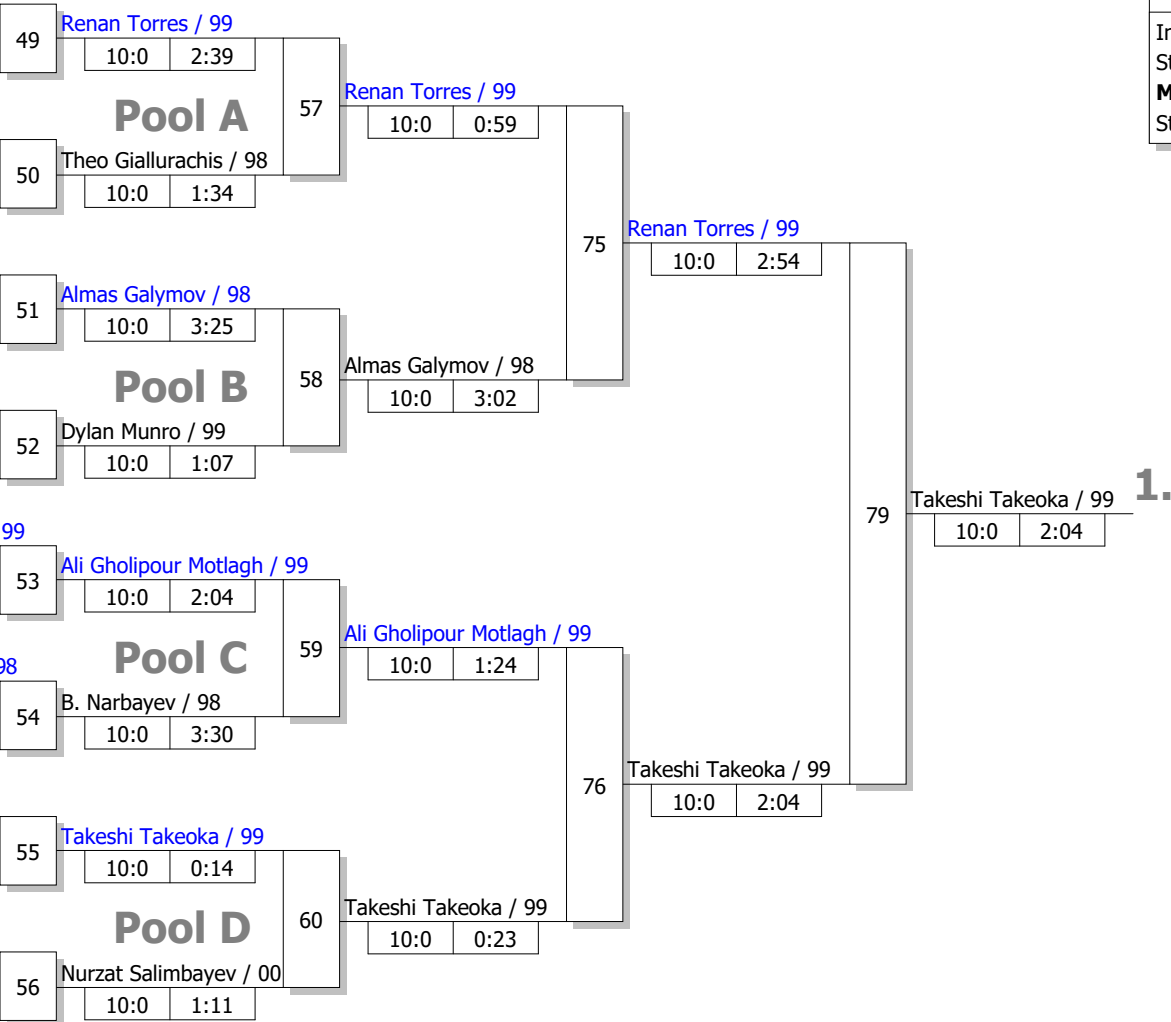 49
Renan Torres / 99
10:0 2:39
Pool A
50
Theo Giallurachis / 98
10:0 1:34
57
Renan Torres / 99
10:0 0:59
51
Almas Galymov / 98
10:0 3:25
Pool B
52
Dylan Munro / 99
10:0 1:07
58
Almas Galymov / 98
10:0 3:02
75
Renan Torres / 99
10:0 2:54
99
53
Ali Gholipour Motlagh / 99
10:0 2:04
Pool C
98
54
B. Narbayev / 98
10:0 3:30
59
Ali Gholipour Motlagh / 99
10:0 1:24
55
Takeshi Takeoka / 99
10:0 0:14
Pool D
56
Nurzat Salimbayev / 00
10:0 1:11
60
Takeshi Takeoka / 99
10:0 0:23
76
Takeshi Takeoka / 99
10:0 2:04
79
Takeshi Takeoka / 99
10:0 2:04
1.